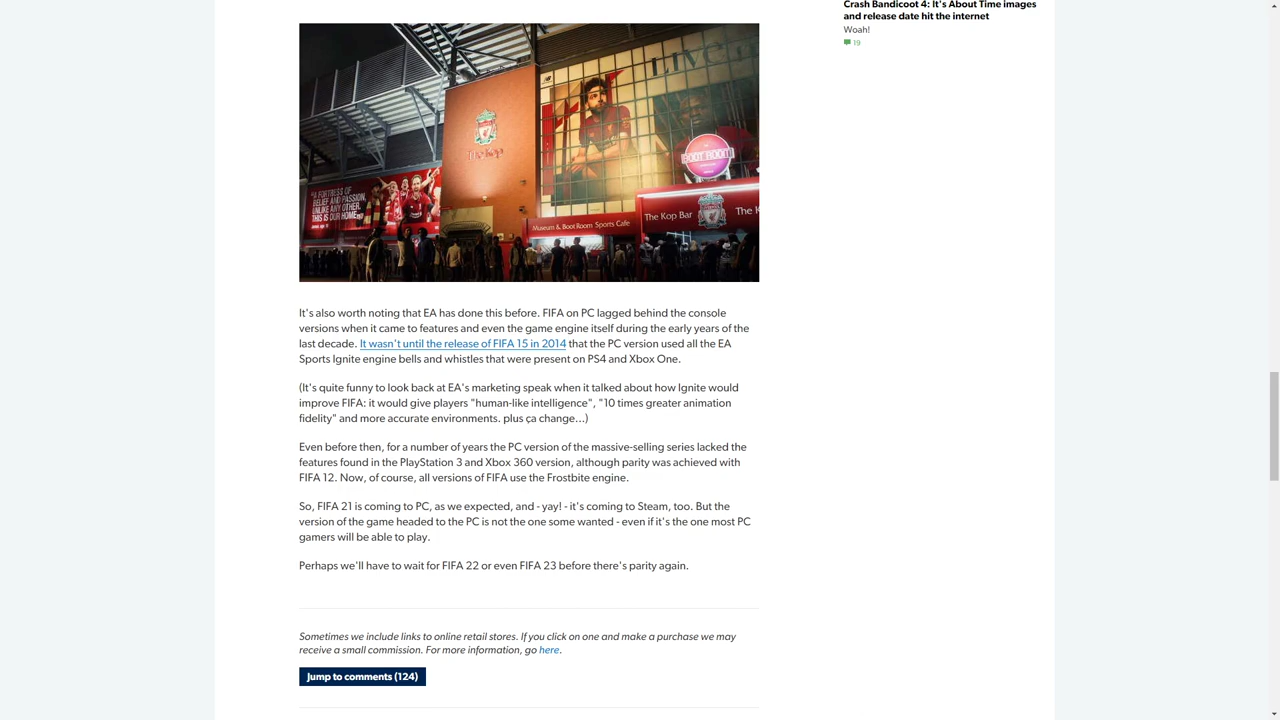 Crash Bandicoot 4: It's About Time images
and release date hit the internet
Woah!
19
LIVE
The Kop
BOOT ROOM
"A FORTRESS OF
BELIEF AND PASSION,
UNLIKE ANY OTHER.
THIS IS OUR HOME."
Museum & Boot Room Sports Cafe
The Kop Bar
The K
It's also worth noting that EA has done this before. FIFA on PC lagged behind the console
versions when it came to features and even the game engine itself during the early years of the
last decade. It wasn't until the release of FIFA 15 in 2014 that the PC version used all the EA
Sports Ignite engine bells and whistles that were present on PS4 and Xbox One.
(It's quite funny to look back at EA's marketing speak when it talked about how Ignite would
improve FIFA: it would give players "human-like intelligence", "10 times greater animation
fidelity" and more accurate environments. plus ça change...)
Even before then, for a number of years the PC version of the massive-selling series lacked the
features found in the PlayStation 3 and Xbox 360 version, although parity was achieved with
FIFA 12. Now, of course, all versions of FIFA use the Frostbite engine.
So, FIFA 21 is coming to PC, as we expected, and - yay! - it's coming to Steam, too. But the
version of the game headed to the PC is not the one some wanted - even if it's the one most PC
gamers will be able to play.
Perhaps we'll have to wait for FIFA 22 or even FIFA 23 before there's parity again.
Sometimes we include links to online retail stores. If you click on one and make a purchase we may
receive a small commission. For more information, go here.
Jump to comments (124)